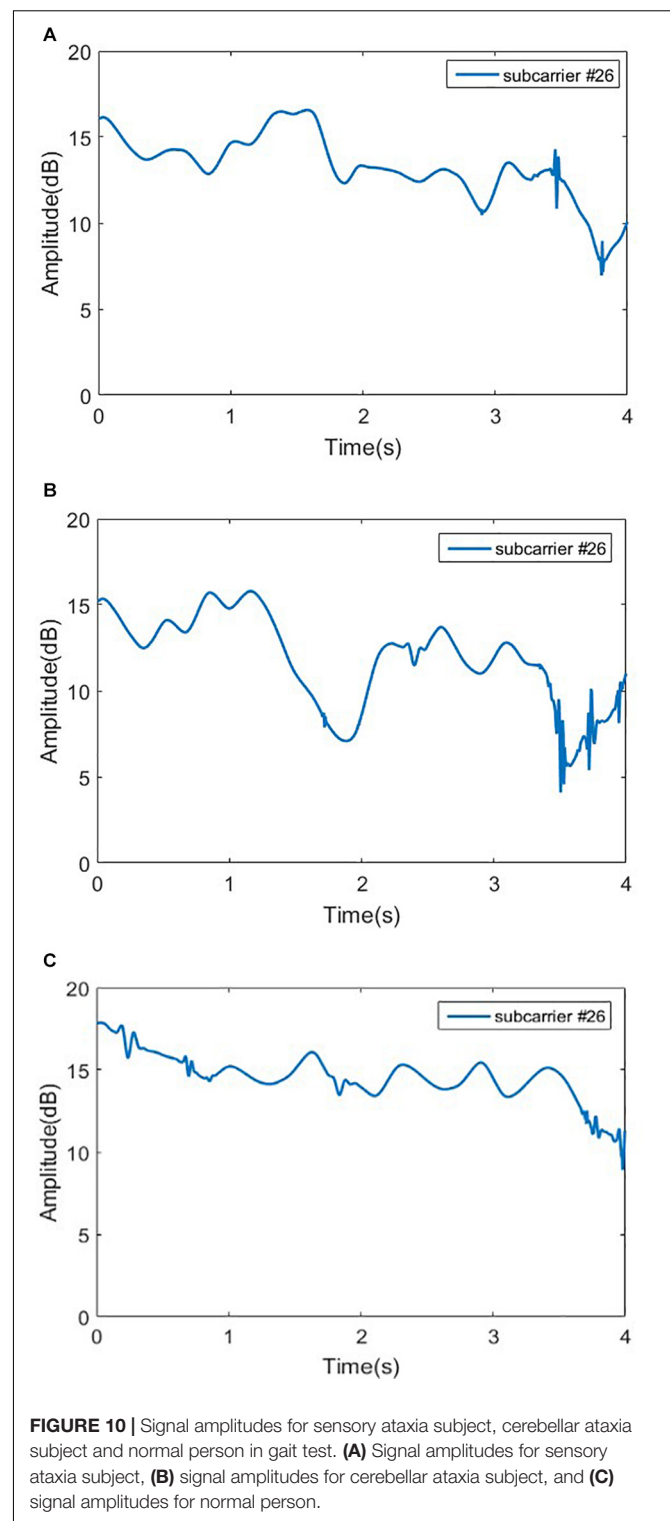 A
20
15
10
5
0
Amplitude(dB)
subcarrier #26
0 1 2 3 4
Time(s)
B
20
15
10
5
0
Amplitude(dB)
subcarrier #26
0 1 2 3 4
Time(s)
C
20
15
10
5
0
Amplitude(dB)
subcarrier #26
0 1 2 3 4
Time(s)
FIGURE 10 | Signal amplitudes for sensory ataxia subject, cerebellar ataxia
subject and normal person in gait test. (A) Signal amplitudes for sensory
ataxia subject, (B) signal amplitudes for cerebellar ataxia subject, and (C)
signal amplitudes for normal person.